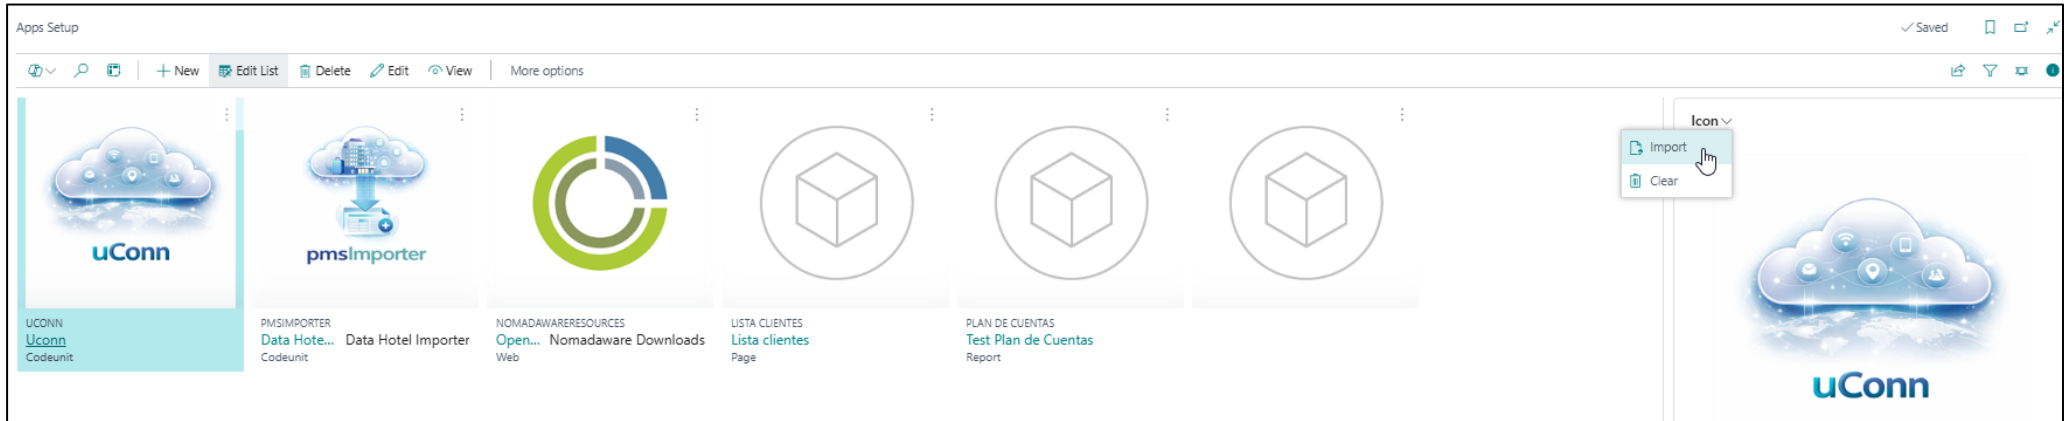 Apps Setup
Saved
New Edit List Delete Edit View More options
Icon
Import
Clear
uConn
pmsImporter
UCONN
Uconn
Codeunit
PMSIMPORTER
Data Hote... Data Hotel Importer
Codeunit
NOMADAWARERESOURCES
Open... Nomadaware Downloads
Web
LISTA CLIENTES
Lista clientes
Page
PLAN DE CUENTAS
Test Plan de Cuentas
Report
uConn